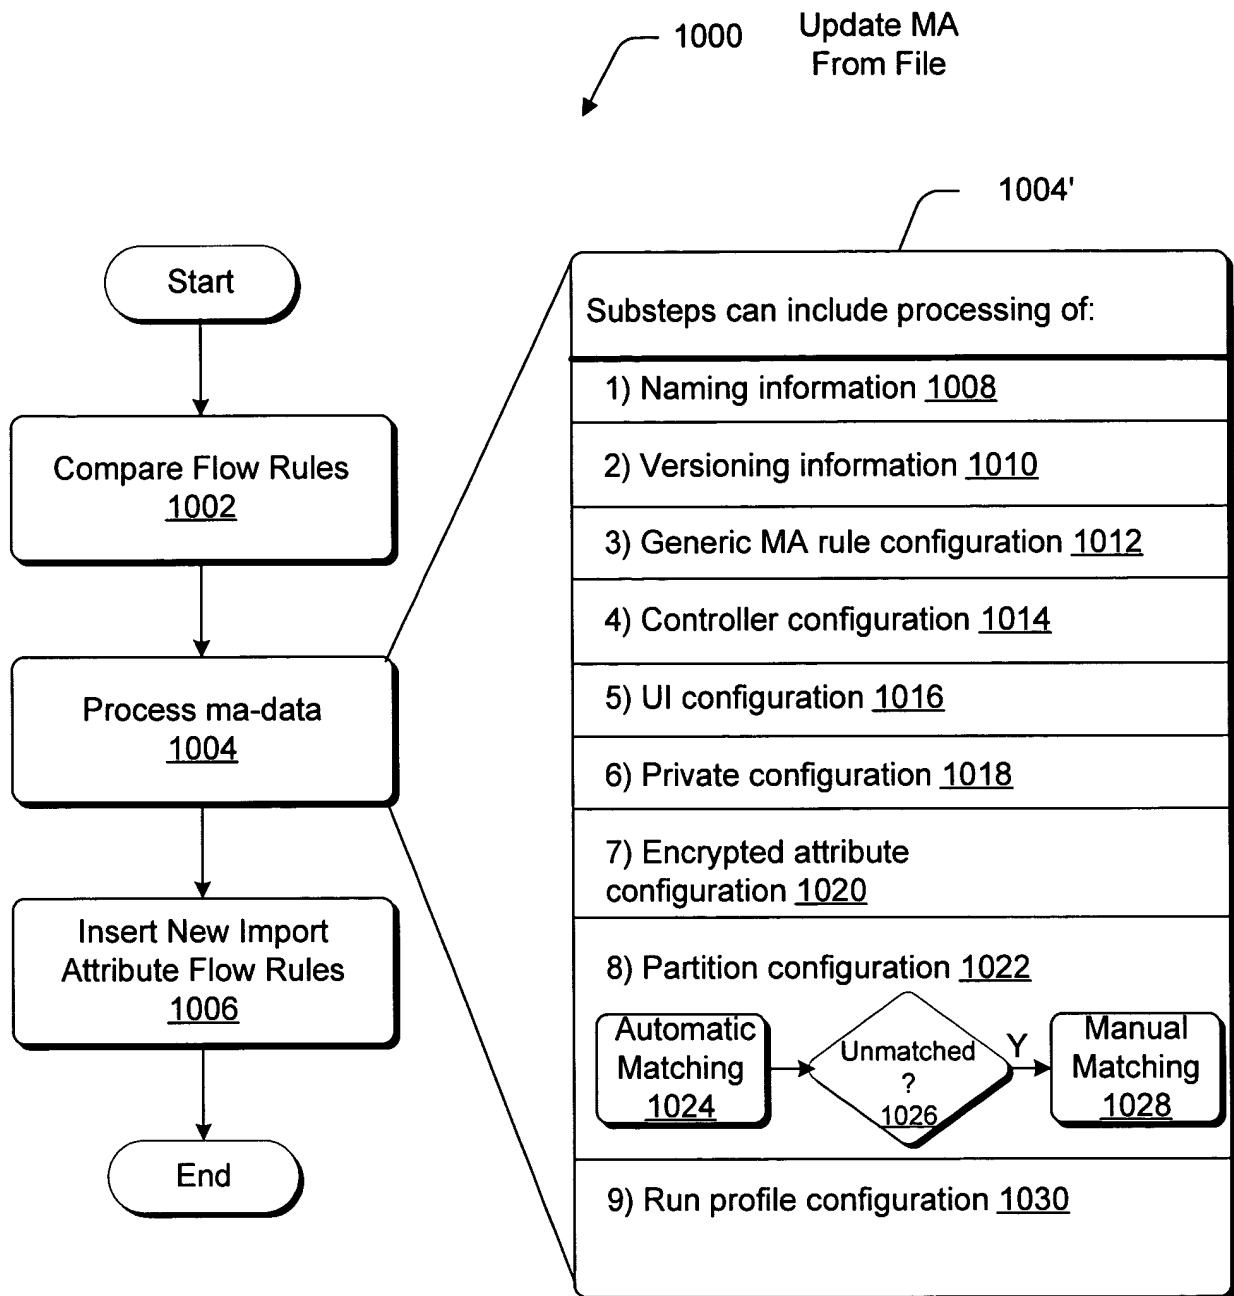 1000
Update MA
From File
1004'
Start
Compare Flow Rules
1002
Process ma-data
1004
Insert New Import
Attribute Flow Rules
1006
End
Substeps can include processing of:
1) Naming information 1008
2) Versioning information 1010
3) Generic MA rule configuration 1012
4) Controller configuration 1014
5) UI configuration 1016
6) Private configuration 1018
7) Encrypted attribute
configuration 1020
8) Partition configuration 1022
Automatic
Matching
1024
Unmatched
?
1026
Y
Manual
Matching
1028
9) Run profile configuration 1030